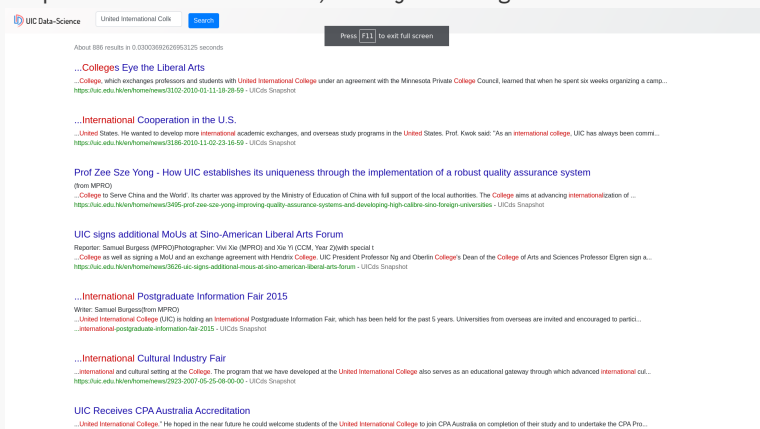 UIC Data-Science
United International Colle
Search
Press F11 to exit full screen
About 886 results in 0.03003692626953125 seconds
...Colleges Eye the Liberal Arts
...College, which exchanges professors and students with United International College under an agreement with the Minnesota Private College Council, learned that when he spent six weeks organizing a camp...
https://uic.edu.hk/en/home/news/3102-2010-01-11-18-28-59 - UICds Snapshot
...International Cooperation in the U.S.
...United States. He wanted to develop more international academic exchanges, and overseas study programs in the United States. Prof. Kwok said: "As an international college, UIC has always been commi...
https://uic.edu.hk/en/home/news/3186-2010-11-02-23-16-59 - UICds Snapshot
Prof Zee Sze Yong - How UIC establishes its uniqueness through the implementation of a robust quality assurance system
(from MPRO)
...College to Serve China and the World'. Its charter was approved by the Ministry of Education of China with full support of the local authorities. The College aims at advancing internationalization of ...
https://uic.edu.hk/en/home/news/3495-prof-zee-sze-yong-improving-quality-assurance-systems-and-developing-high-calibre-sino-foreign-universities - UICds Snapshot
UIC signs additional MoUs at Sino-American Liberal Arts Forum
Reporter: Samuel Burgess (MPRO)Photographer: Vivi Xie (MPRO) and Xie Yi (CCM, Year 2)(with special t
...College as well as signing a MoU and an exchange agreement with Hendrix College. UIC President Professor Ng and Oberlin College's Dean of the College of Arts and Sciences Professor Elgren sign a...
https://uic.edu.hk/en/home/news/3626-uic-signs-additional-mous-at-sino-american-liberal-arts-forum - UICds Snapshot
...International Postgraduate Information Fair 2015
Writer: Samuel Burgess(from MPRO)
...United International College (UIC) is holding an International Postgraduate Information Fair, which has been held for the past 5 years. Universities from overseas are invited and encouraged to partici...
...international-postgraduate-information-fair-2015 - UICds Snapshot
...International Cultural Industry Fair
...international and cultural setting at the College. The program that we have developed at the United International College also serves as an educational gateway through which advanced international cul...
https://uic.edu.hk/en/home/news/2923-2007-05-25-08-00-00 - UICds Snapshot
UIC Receives CPA Australia Accreditation
...United International College." He hoped in the near future he could welcome students of the United International College to join CPA Australia on completion of their study and to undertake the CPA Pro...